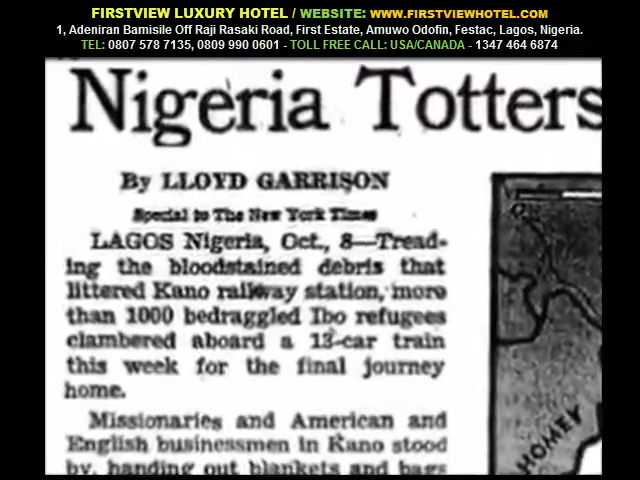 FIRSTVIEW LUXURY HOTEL / WEBSITE: WWW.FIRSTVIEWHOTEL.COM
1, Adeniran Bamisile Off Raji Rasaki Road, First Estate, Amuwo Odofin, Festac, Lagos, Nigeria.
TEL: 0807 578 7135, 0809 990 0601 - TOLL FREE CALL: USA/CANADA - 1347 464 6874
Nigeria Totters
By LLOYD GARRISON
Special to The New York Times
LAGOS Nigeria, Oct., 8—Tread-
ing the bloodstained debris that
littered Kano railway station, more
than 1000 bedraggled Ibo refugees
clambered aboard a 13-car train
this week for the final journey
home.
Missionaries and American and
English businessmen in Kano stood
by, handing out blankets and bags
HOMEY